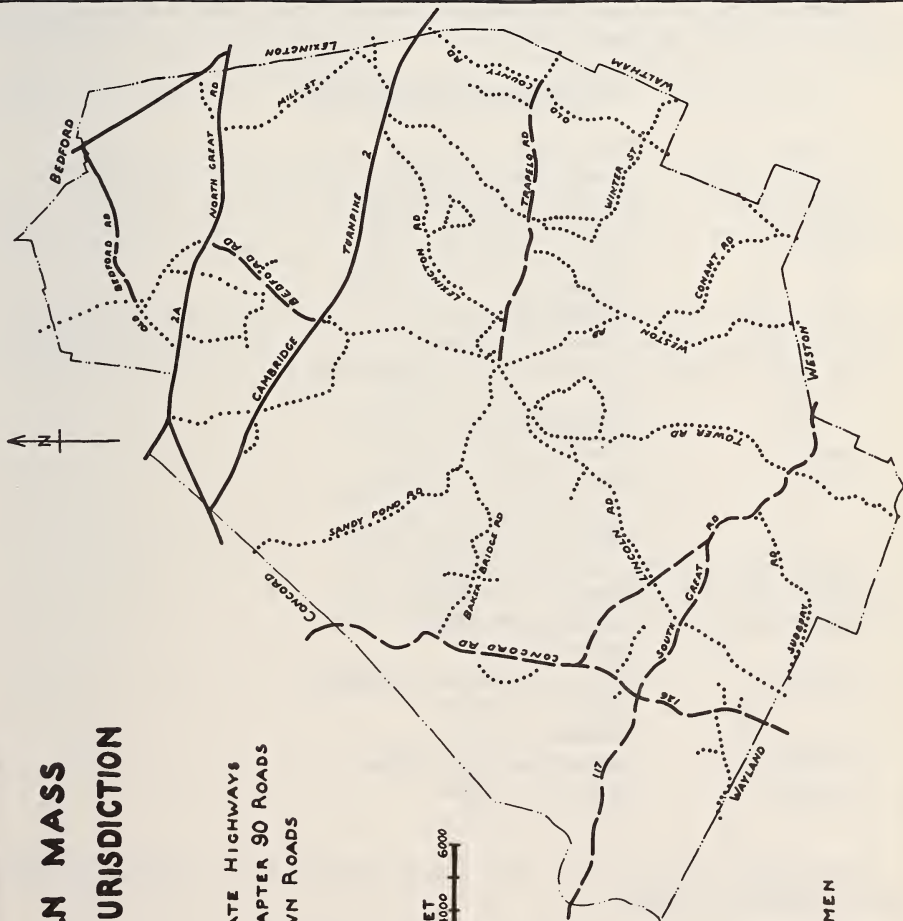 N MASS
URISDICTION
ATE HIGHWAYS
APTER 90 ROADS
WN ROADS
ET
000
6000
MEN
N
BEDFORD
LEXINGTON
BEDFORD RD
OLD
NORTH GREAT RD
MILL ST
2A
BEDFORD RD
CAMBRIDGE TURNPIKE 2
OLD COUNTY RD
WALTHAM
TRAPELO RD
WINTER ST
LEXINGTON RD
CONANT RD
WESTON RD
WESTON
TOWER RD
SANDY POND RD
BAKER BRIDGE RD
LINCOLN RD
CONCORD
CONCORD RD
SOUTH GREAT RD
SUDBURY RD
126
117
WAYLAND